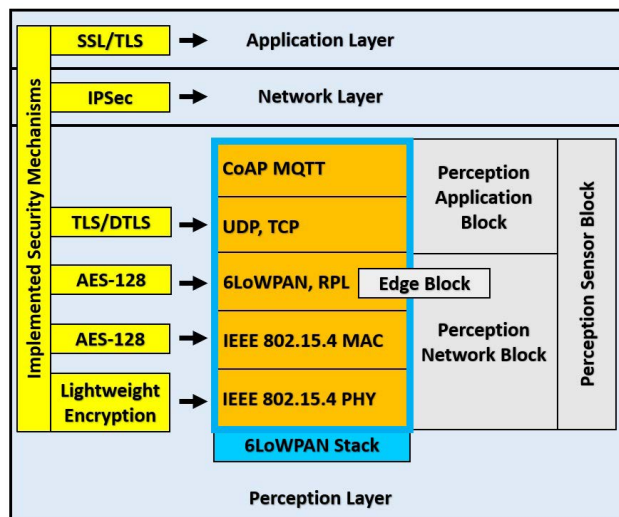 Implemented Security Mechanisms
SSL/TLS
Application Layer
IPSec
Network Layer
CoAP MQTT
Perception
Application
Block
TLS/DTLS
UDP, TCP
AES-128
6LoWPAN, RPL
Edge Block
AES-128
IEEE 802.15.4 MAC
Perception
Network Block
Lightweight
Encryption
IEEE 802.15.4 PHY
Perception Sensor Block
6LoWPAN Stack
Perception Layer